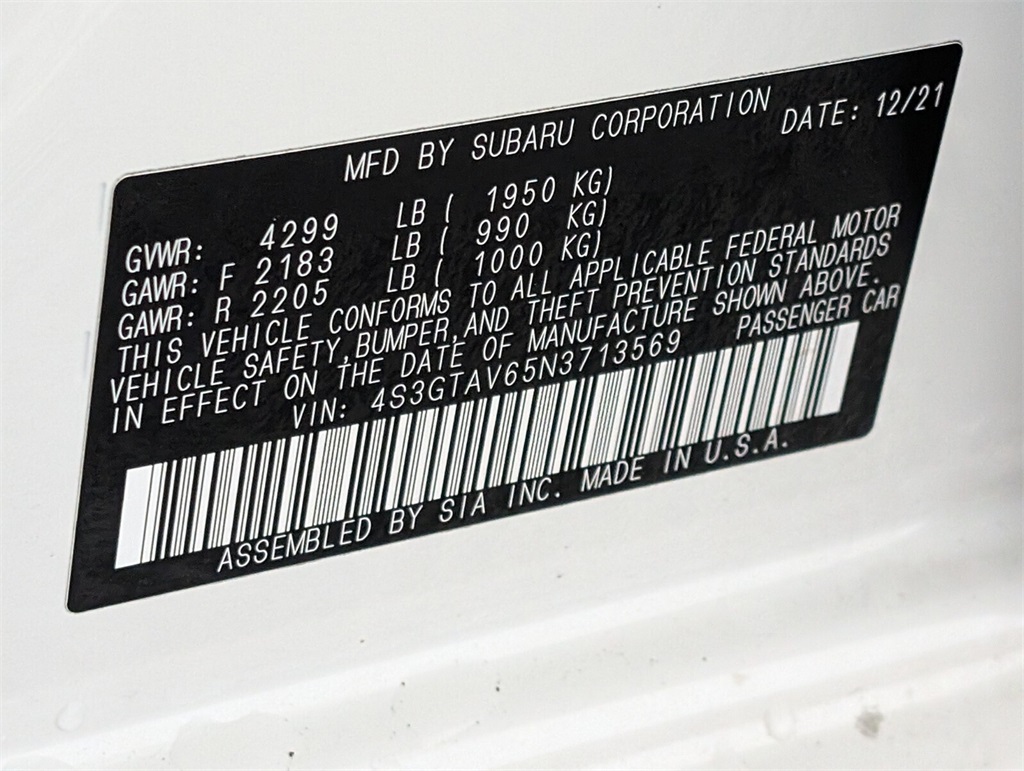 MFD BY SUBARU CORPORATION DATE: 12/21
GVWR: 4299 LB ( 1950 KG)
GAWR: F 2183 LB ( 990 KG)
GAWR: R 2205 LB ( 1000 KG)
THIS VEHICLE CONFORMS TO ALL APPLICABLE FEDERAL MOTOR
VEHICLE SAFETY, BUMPER, AND THEFT PREVENTION STANDARDS
IN EFFECT ON THE DATE OF MANUFACTURE SHOWN ABOVE.
VIN: 4S3GTAV65N3713569 PASSENGER CAR
ASSEMBLED BY SIA INC. MADE IN U.S.A.